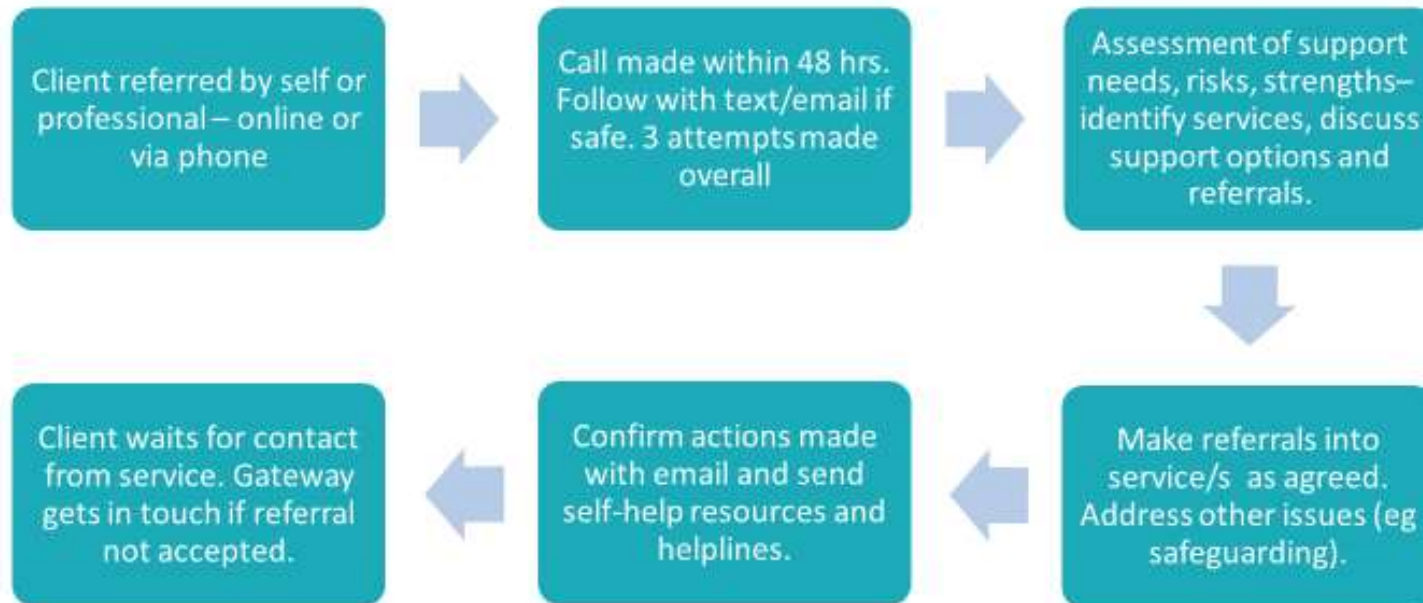 Client referred by self or
professional – online or
via phone
Call made within 48 hrs.
Follow with text/email if
safe. 3 attempts made
overall
Assessment of support
needs, risks, strengths–
identify services, discuss
support options and
referrals.
Make referrals into
service/s as agreed.
Address other issues (eg
safeguarding).
Confirm actions made
with email and send
self-help resources and
helplines.
Client waits for contact
from service. Gateway
gets in touch if referral
not accepted.